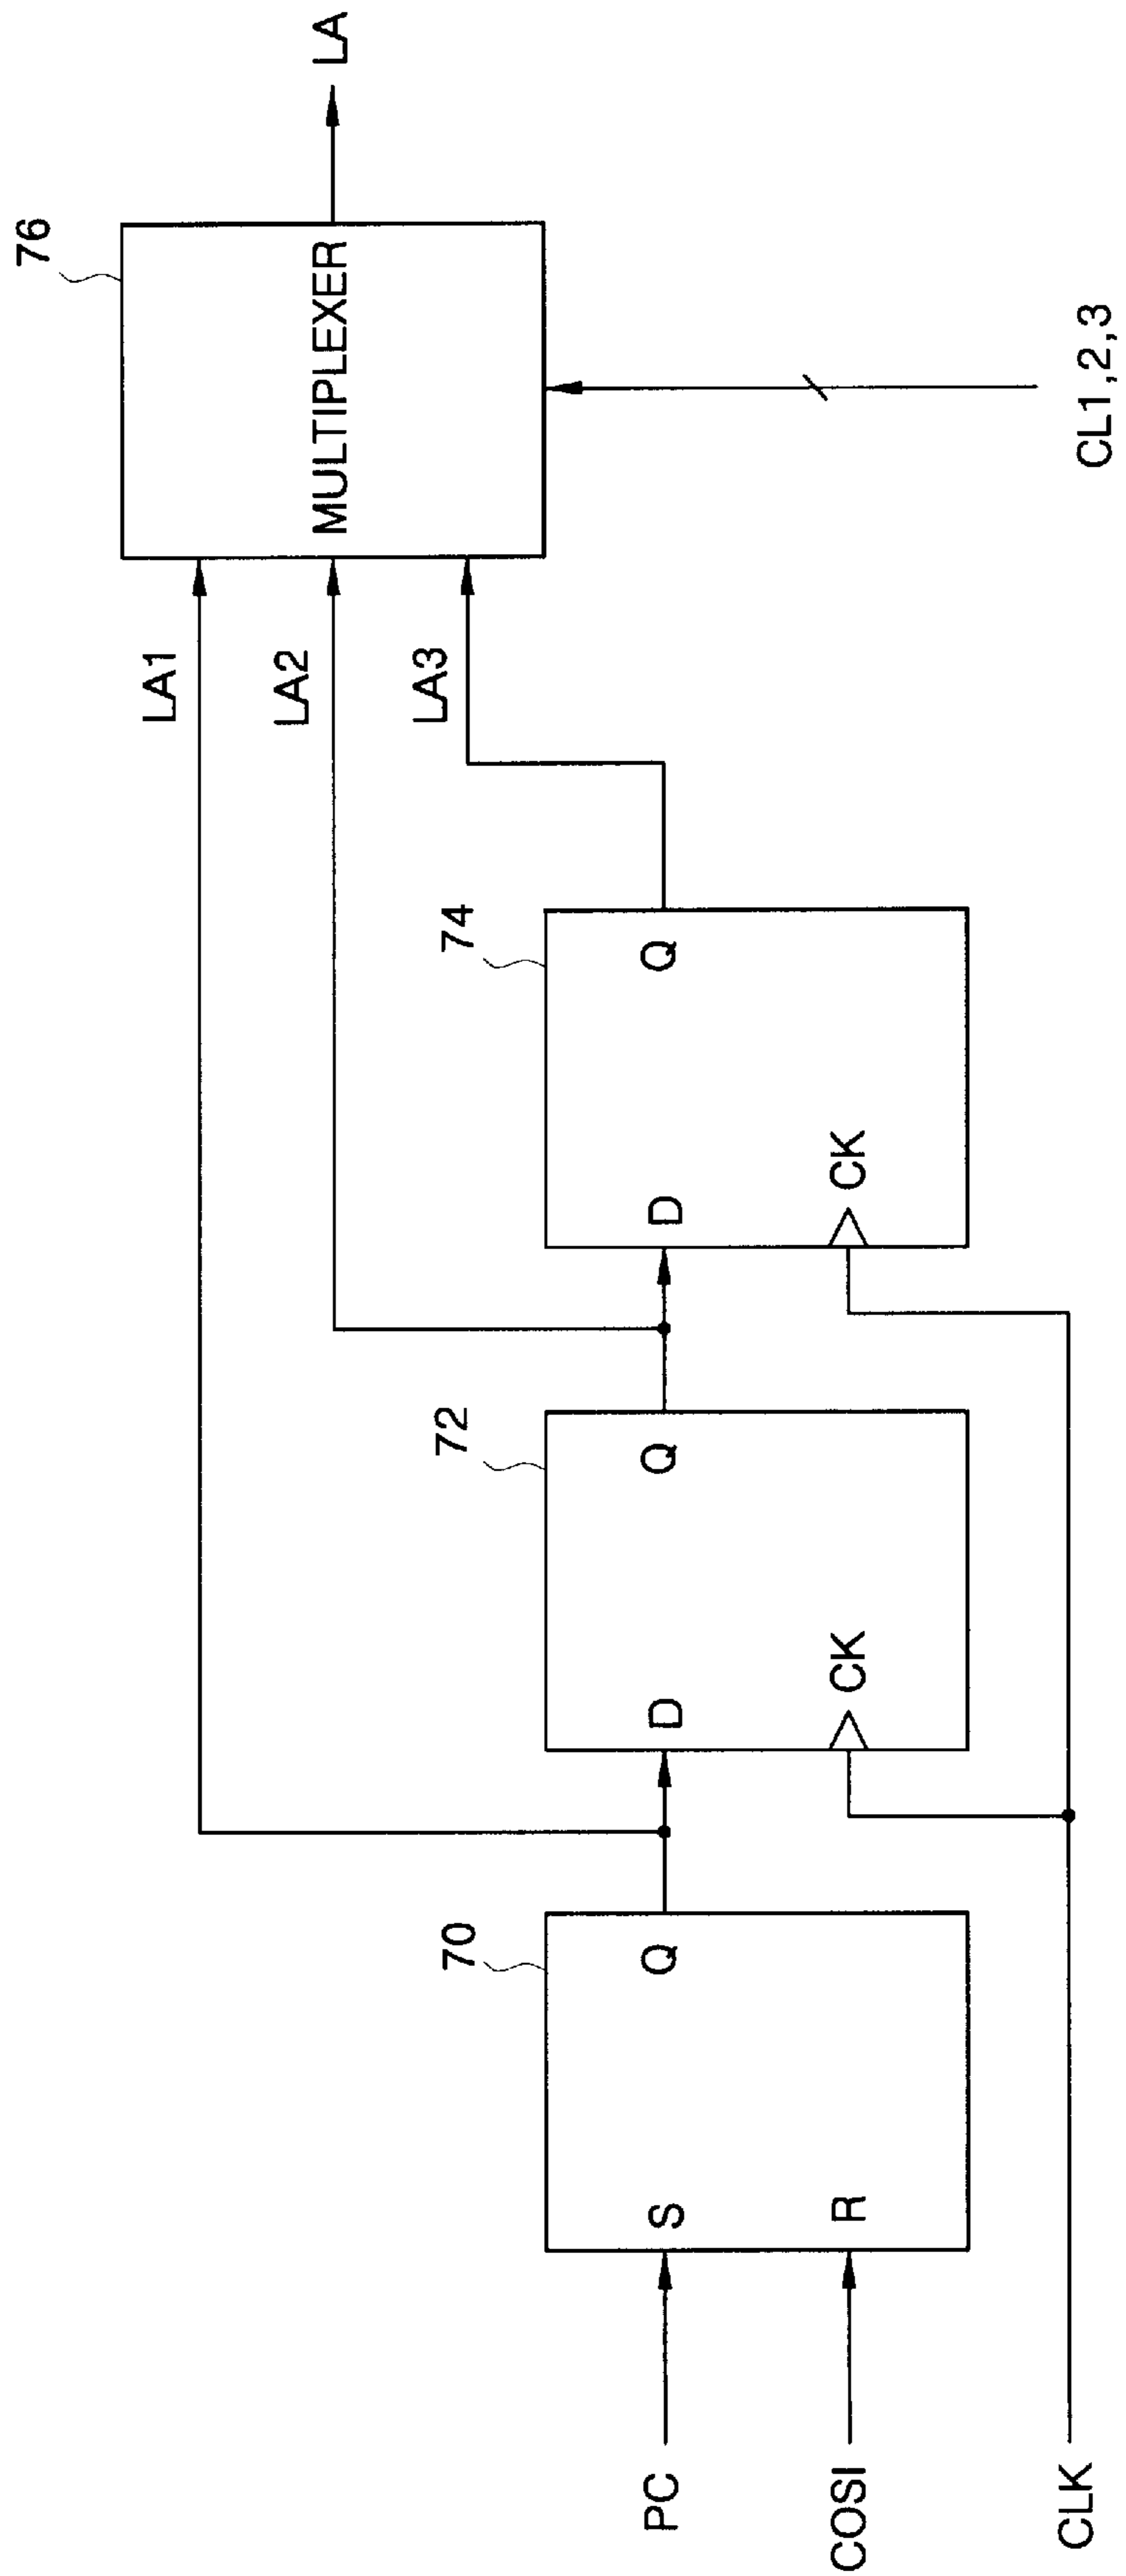 76
MULTIPLEXER
LA
LA1
LA2
LA3
CL1,2,3
70
S
R
Q
72
D
CK
Q
74
D
CK
Q
PC
COSI
CLK